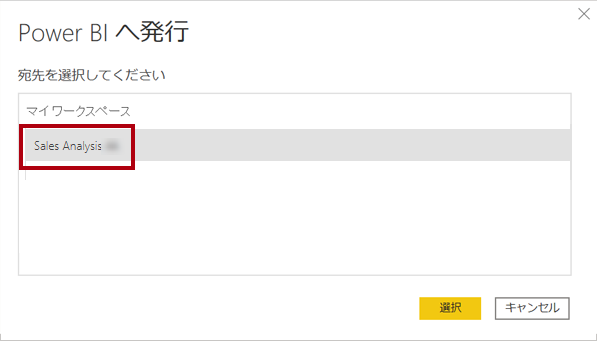 Power BI へ発行
宛先を選択してください
マイワークスペース
Sales Analysis
選択
キャンセル